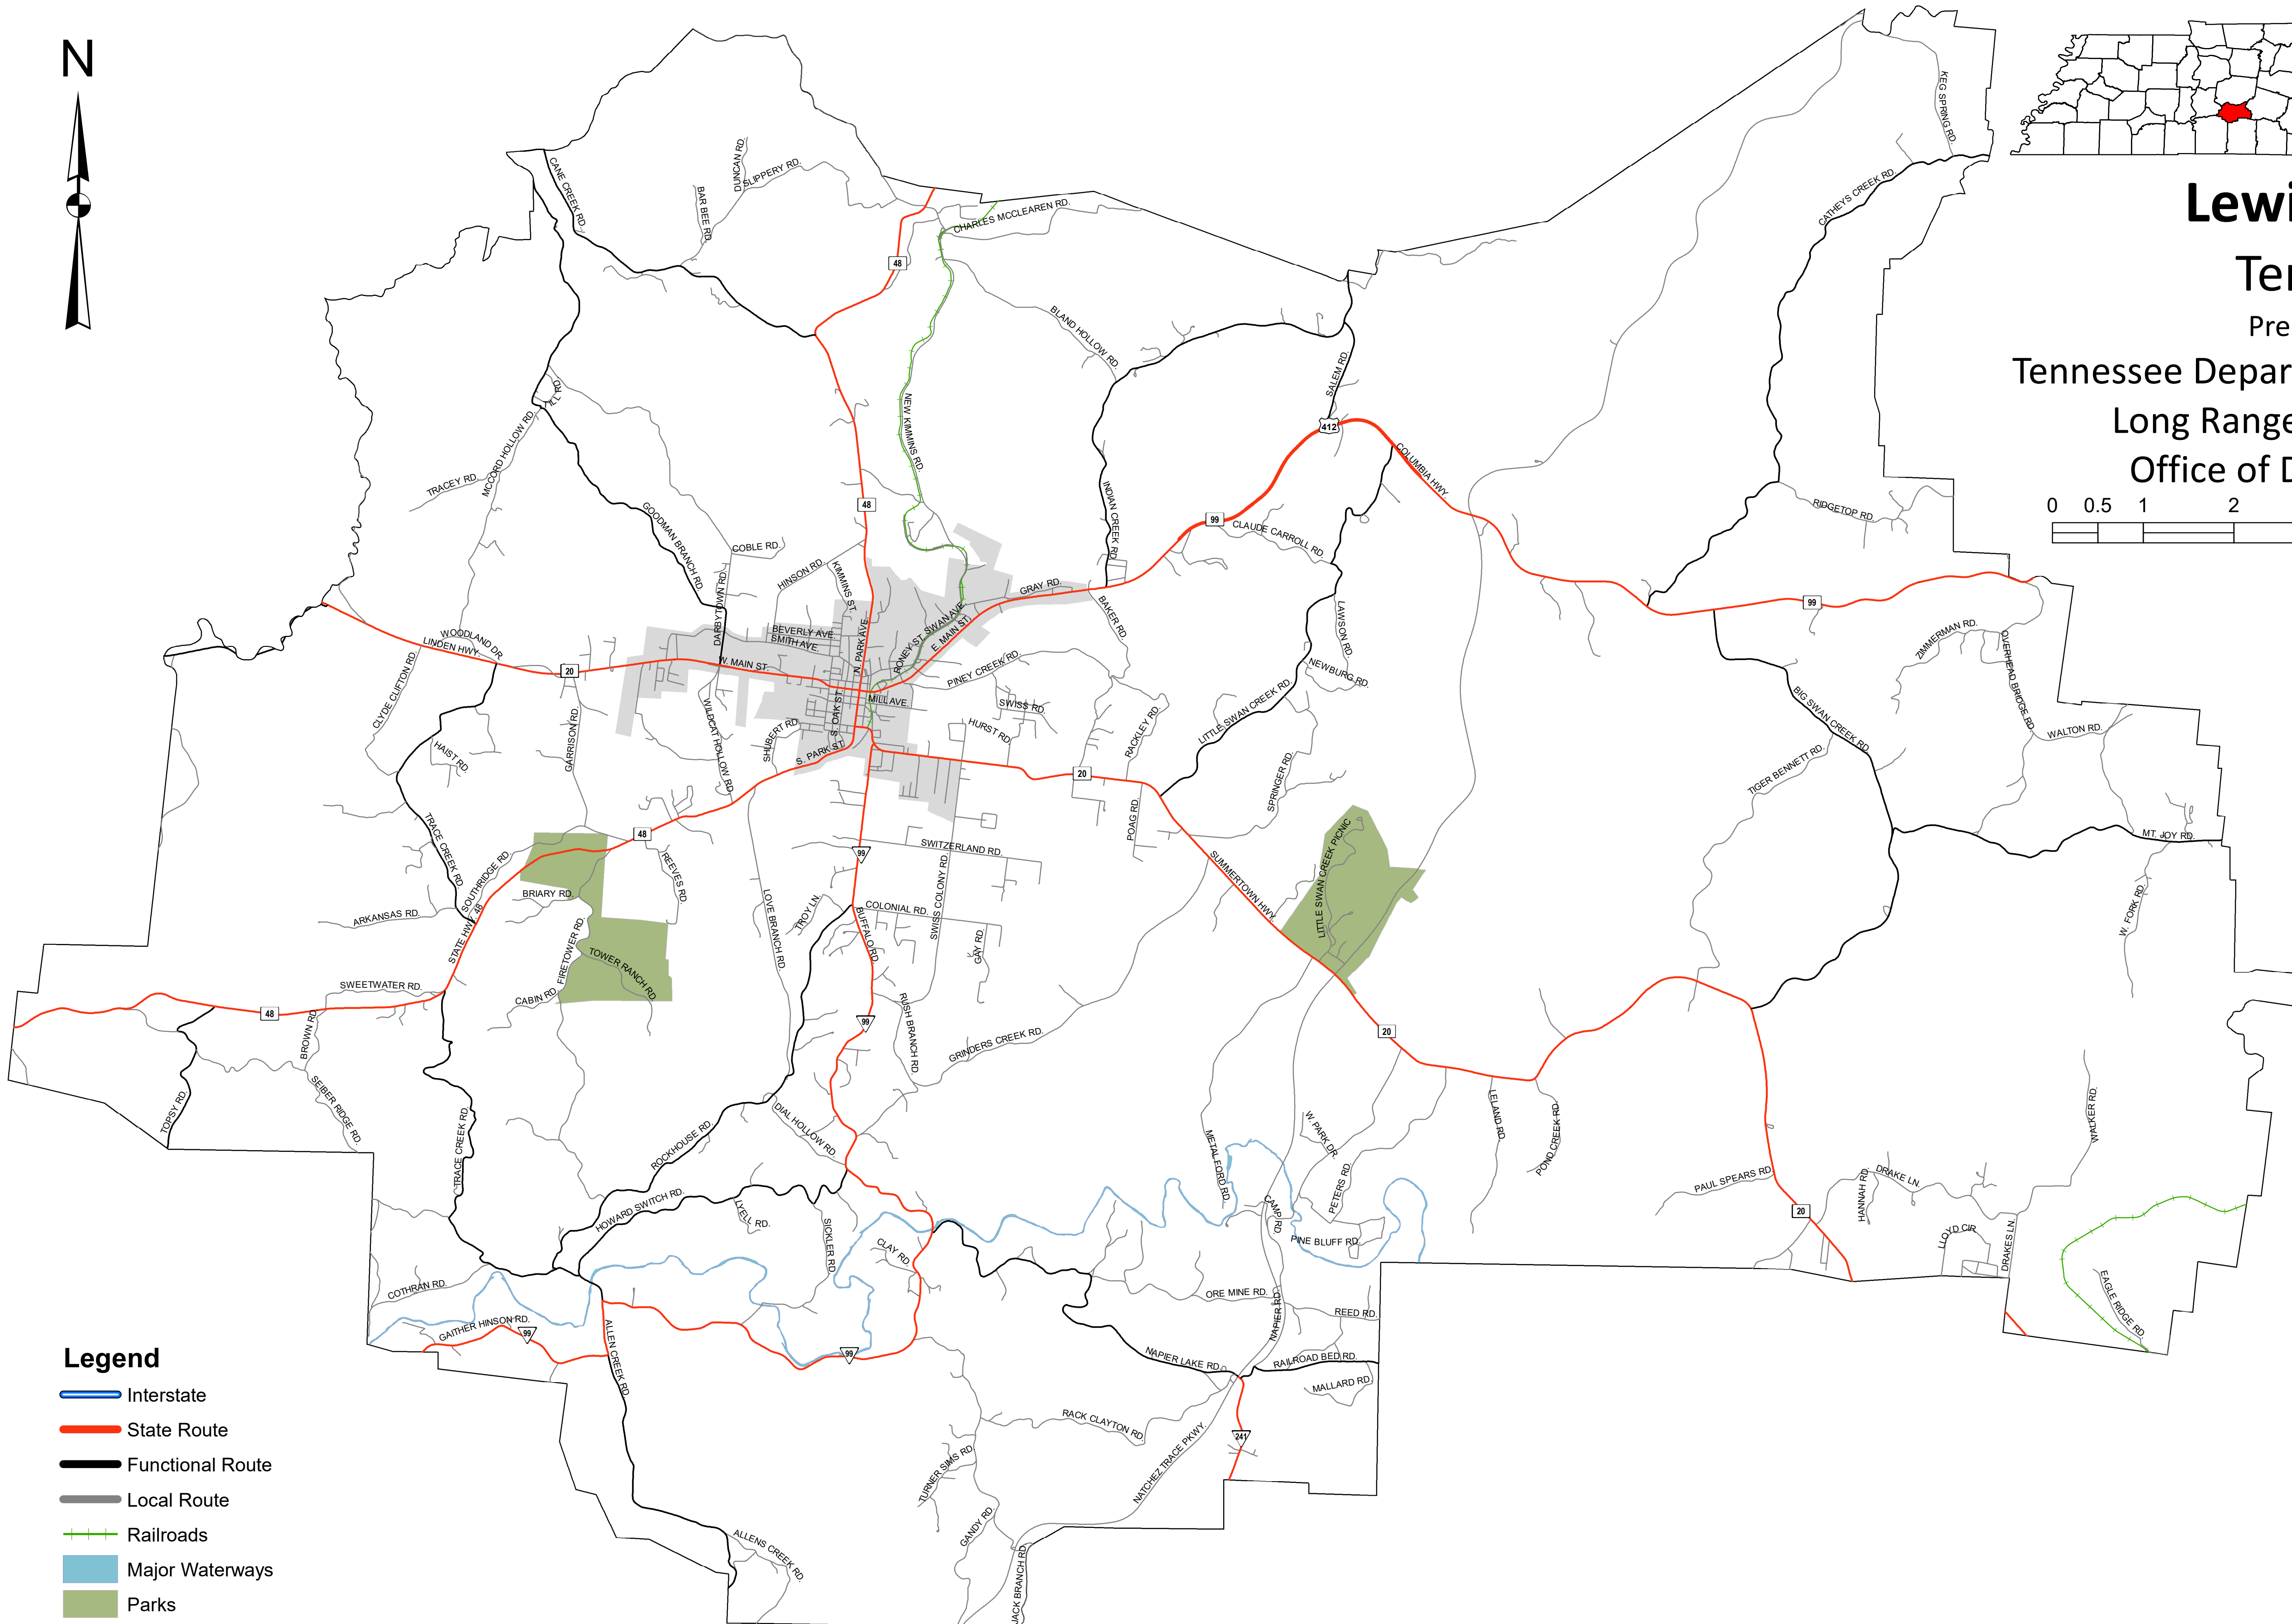 N
Lewi
Ter
Pre
Tennessee Depar
Long Range
Office of D
0 0.5 1 2
KEG SPRING RD.
CATHEYS CREEK RD.
CANE CREEK RD.
DUNCAN RD.
SLIPPERY RD.
BAR BEE RD.
CHARLES MCCLEAREN RD.
48
BLAND HOLLOW RD.
SALEM RD.
412
COLUMBIA HWY.
NEW KIMMINS RD.
MCCORD HOLLOW RD.
TRACEY RD.
GOODMAN BRANCH RD.
48
INDIAN CREEK RD.
99
CLAUDE CARROLL RD.
RIDGETOP RD
COBLE RD.
HINSON RD.
KIMMINS ST.
DARBYTOWN RD.
GRAY RD.
BAKER RD.
LAWSON RD.
99
ZIMMERMAN RD.
OVERHEAD BRIDGE RD.
WALTON RD.
BEVERLY AVE.
SMITH AVE.
N. PARK AVE.
RONEY ST.
SWAN AVE.
E. MAIN ST.
WOODLAND DR
LINDEN HWY.
20
W. MAIN ST.
PINEY CREEK RD.
NEWBURG RD.
BIG SWAN CREEK RD.
CLYDE CLIFTON RD.
MILL AVE.
S. OAK ST.
SWISS RD.
HURST RD.
LITTLE SWAN CREEK RD.
WILDCAT HOLLOW RD.
SHUBERT RD.
S. PARK ST.
RACKLEY RD.
HAIST RD.
GARRISON RD.
20
SPRINGER RD.
TIGER BENNETT RD.
POAG RD.
TRACE CREEK RD.
48
SWITZERLAND RD.
99
SUMMERTOWN HWY.
LITTLE SWAN CREEK PICNIC
MT. JOY RD.
SOUTHRIDGE RD
BRIARY RD.
REEVES RD
W. FORK RD.
LOVE BRANCH RD.
TROY LN.
COLONIAL RD.
SWISS COLONY RD.
BUFFALO RD.
GAY RD.
ARKANSAS RD.
STATE HWY 48
FIRETOWER RD.
TOWER RANCH RD.
CABIN RD.
SWEETWATER RD.
48
BROWN RD.
SEIBER RIDGE RD.
TOPSY RD.
99
RUSH BRANCH RD.
GRINDERS CREEK RD.
20
TRACE CREEK RD.
DIAL HOLLOW RD.
ROCKHOUSE RD.
METAL FORD RD.
W. PARK DR.
PETERS RD.
LELAND RD.
POND CREEK RD.
WALKER RD.
HOWARD SWITCH RD.
LYELL RD.
SICKLER RD.
CLAY RD.
CAMP RD.
PINE BLUFF RD.
PAUL SPEARS RD.
20
HANNAH RD.
DRAKE LN.
LLOYD CIR
DRAKES LN.
EAGLE RIDGE RD.
COTHRAN RD.
GAITHER HINSON RD.
99
ALLEN CREEK RD.
99
ORE MINE RD.
NAPIER RD.
REED RD.
NAPIER LAKE RD.
RAILROAD BED RD.
MALLARD RD.
RACK CLAYTON RD.
241
NATCHEZ TRACE PKWY.
TURNER SIMS RD.
GANDY RD.
JACK BRANCH RD.
ALLENS CREEK RD.
Legend
Interstate
State Route
Functional Route
Local Route
Railroads
Major Waterways
Parks